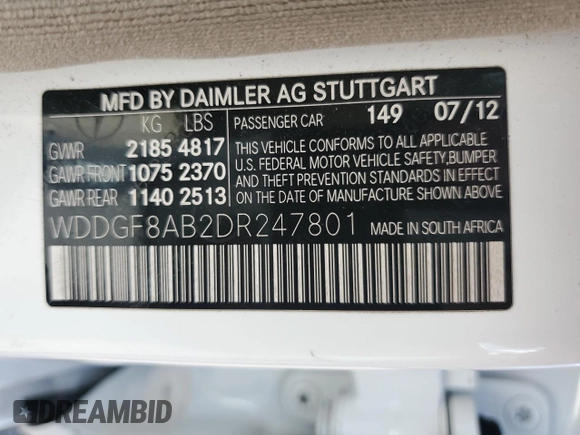 MFD BY DAIMLER AG STUTTGART
KG LBS PASSENGER CAR 149 07/12
GVWR 2185 4817 THIS VEHICLE CONFORMS TO ALL APPLICABLE
GAWR FRONT 1075 2370 U.S. FEDERAL MOTOR VEHICLE SAFETY, BUMPER
AND THEFT PREVENTION STANDARDS IN EFFECT
GAWR REAR 1140 2513 ON THE DATE OF MANUFACTURE SHOWN ABOVE
WDDGF8AB2DR247801 MADE IN SOUTH AFRICA
DREAMBID